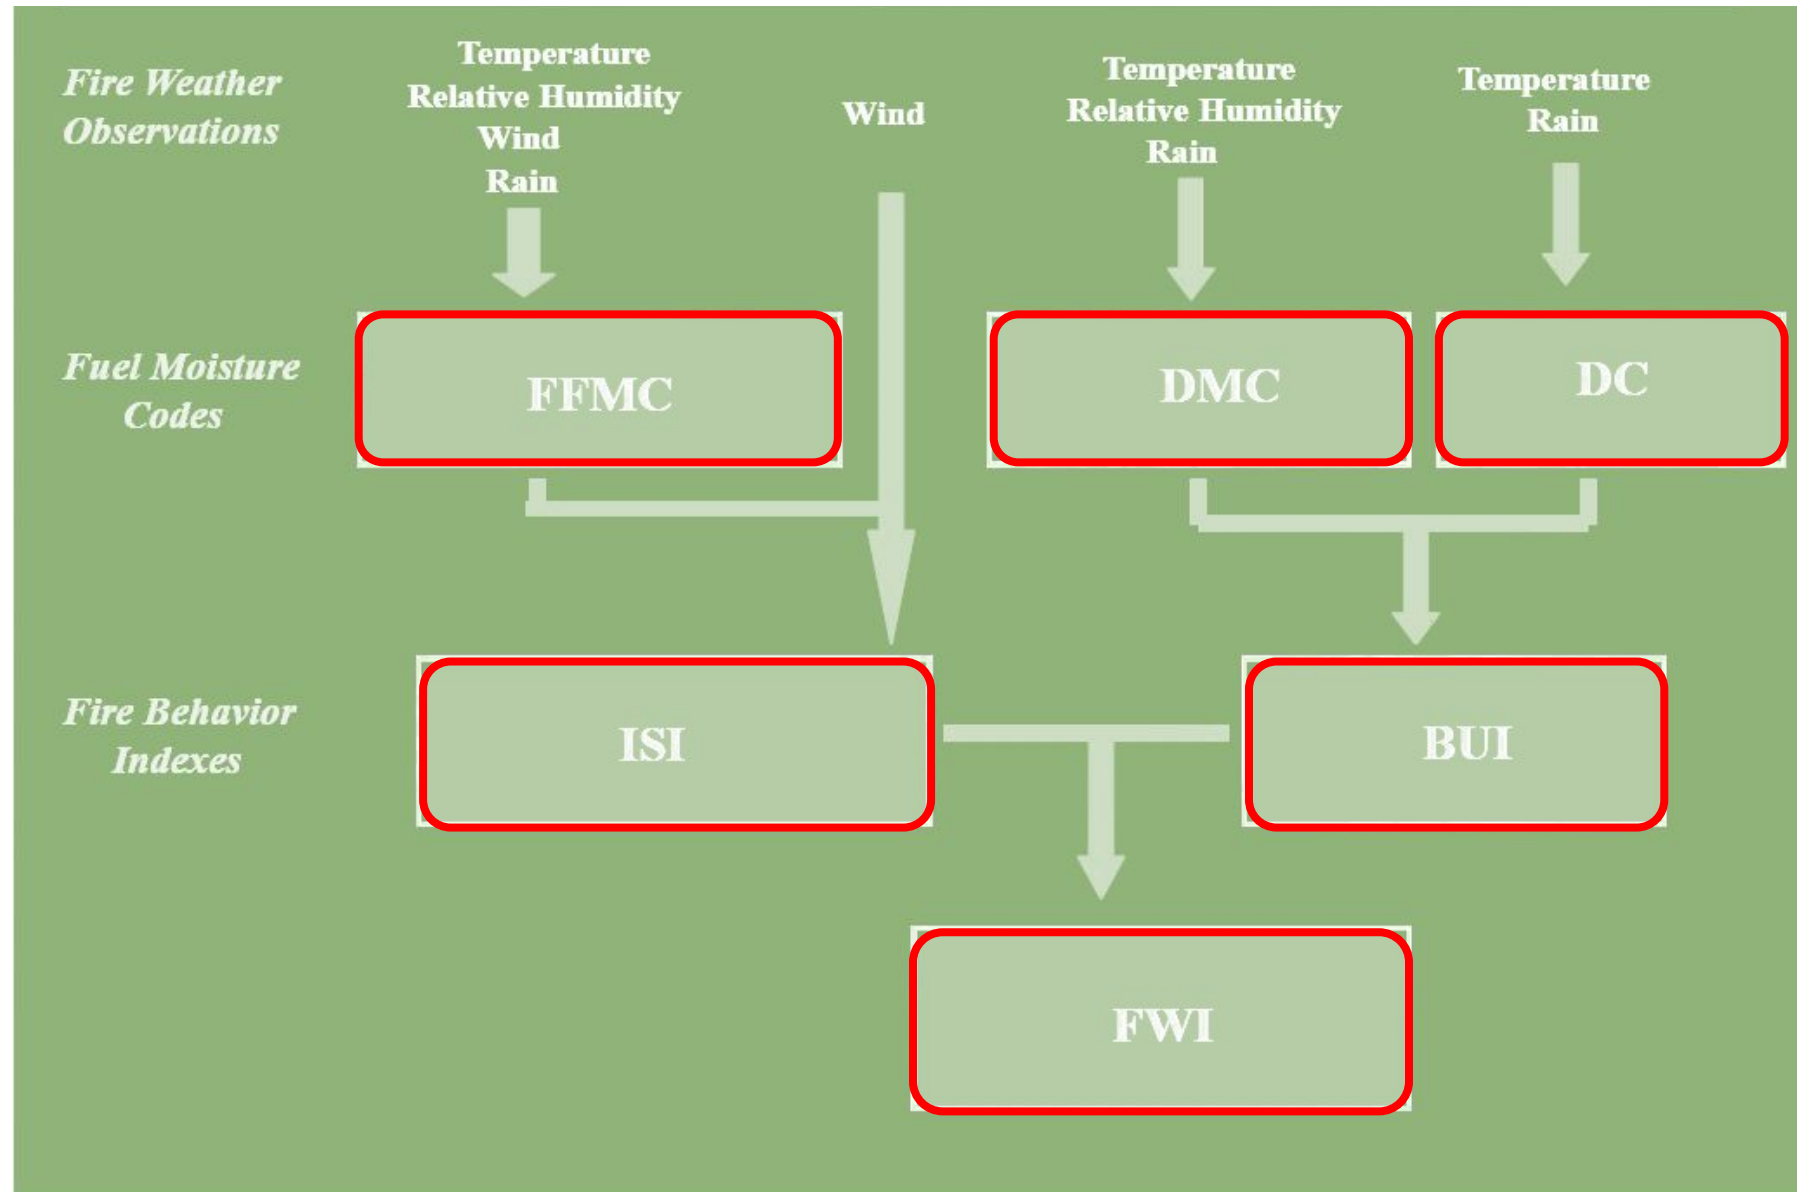 Fire Weather
Observations
Temperature
Relative Humidity
Wind
Rain
Wind
Temperature
Relative Humidity
Rain
Temperature
Rain
Fuel Moisture
Codes
FFMC
DMC
DC
Fire Behavior
Indexes
ISI
BUI
FWI